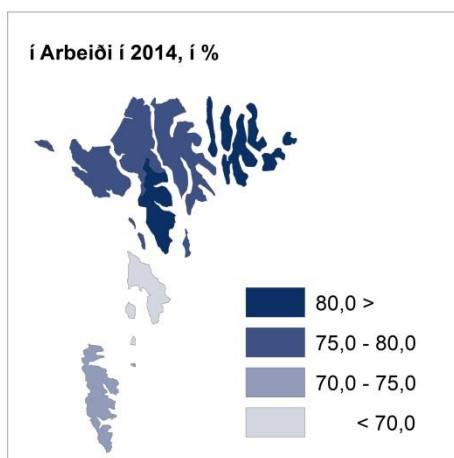 í Arbeiði í 2014, í %
80,0 >
75,0 - 80,0
70,0 - 75,0
< 70,0